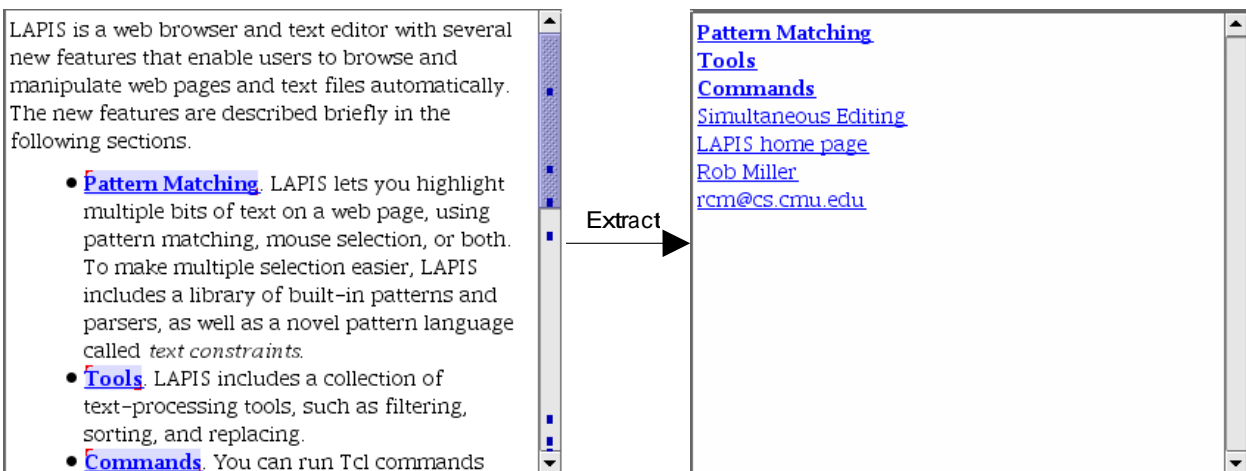 LAPIS is a web browser and text editor with several
new features that enable users to browse and
manipulate web pages and text files automatically.
The new features are described briefly in the
following sections.
• Pattern Matching. LAPIS lets you highlight
multiple bits of text on a web page, using
pattern matching, mouse selection, or both.
To make multiple selection easier, LAPIS
includes a library of built-in patterns and
parsers, as well as a novel pattern language
called text constraints.
• Tools. LAPIS includes a collection of
text-processing tools, such as filtering,
sorting, and replacing.
• Commands. You can run Tcl commands
Extract
Pattern Matching
Tools
Commands
Simultaneous Editing
LAPIS home page
Rob Miller
rcm@cs.cmu.edu